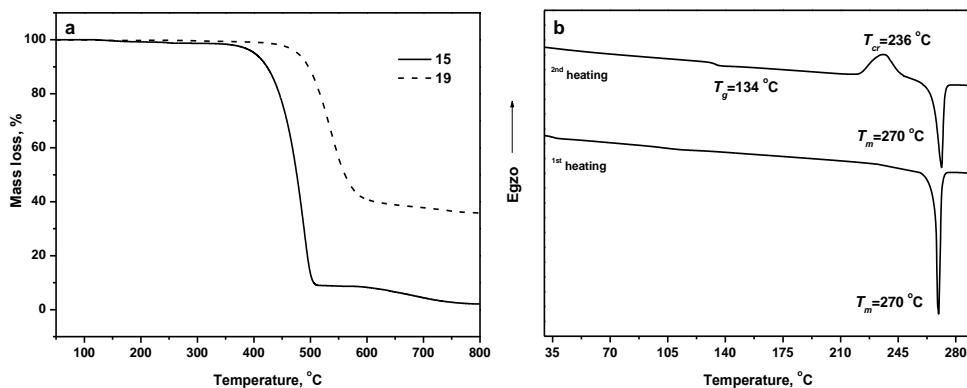 a
100
80
60
40
20
0
Mass loss, %
15
19
100 200 300 400 500 600 700 800
Temperature, °C
b
Egzo
2nd heating
1st heating
Tg=134 °C
Tcr=236 °C
Tm=270 °C
Tm=270 °C
35 70 105 140 175 210 245 280
Temperature, °C